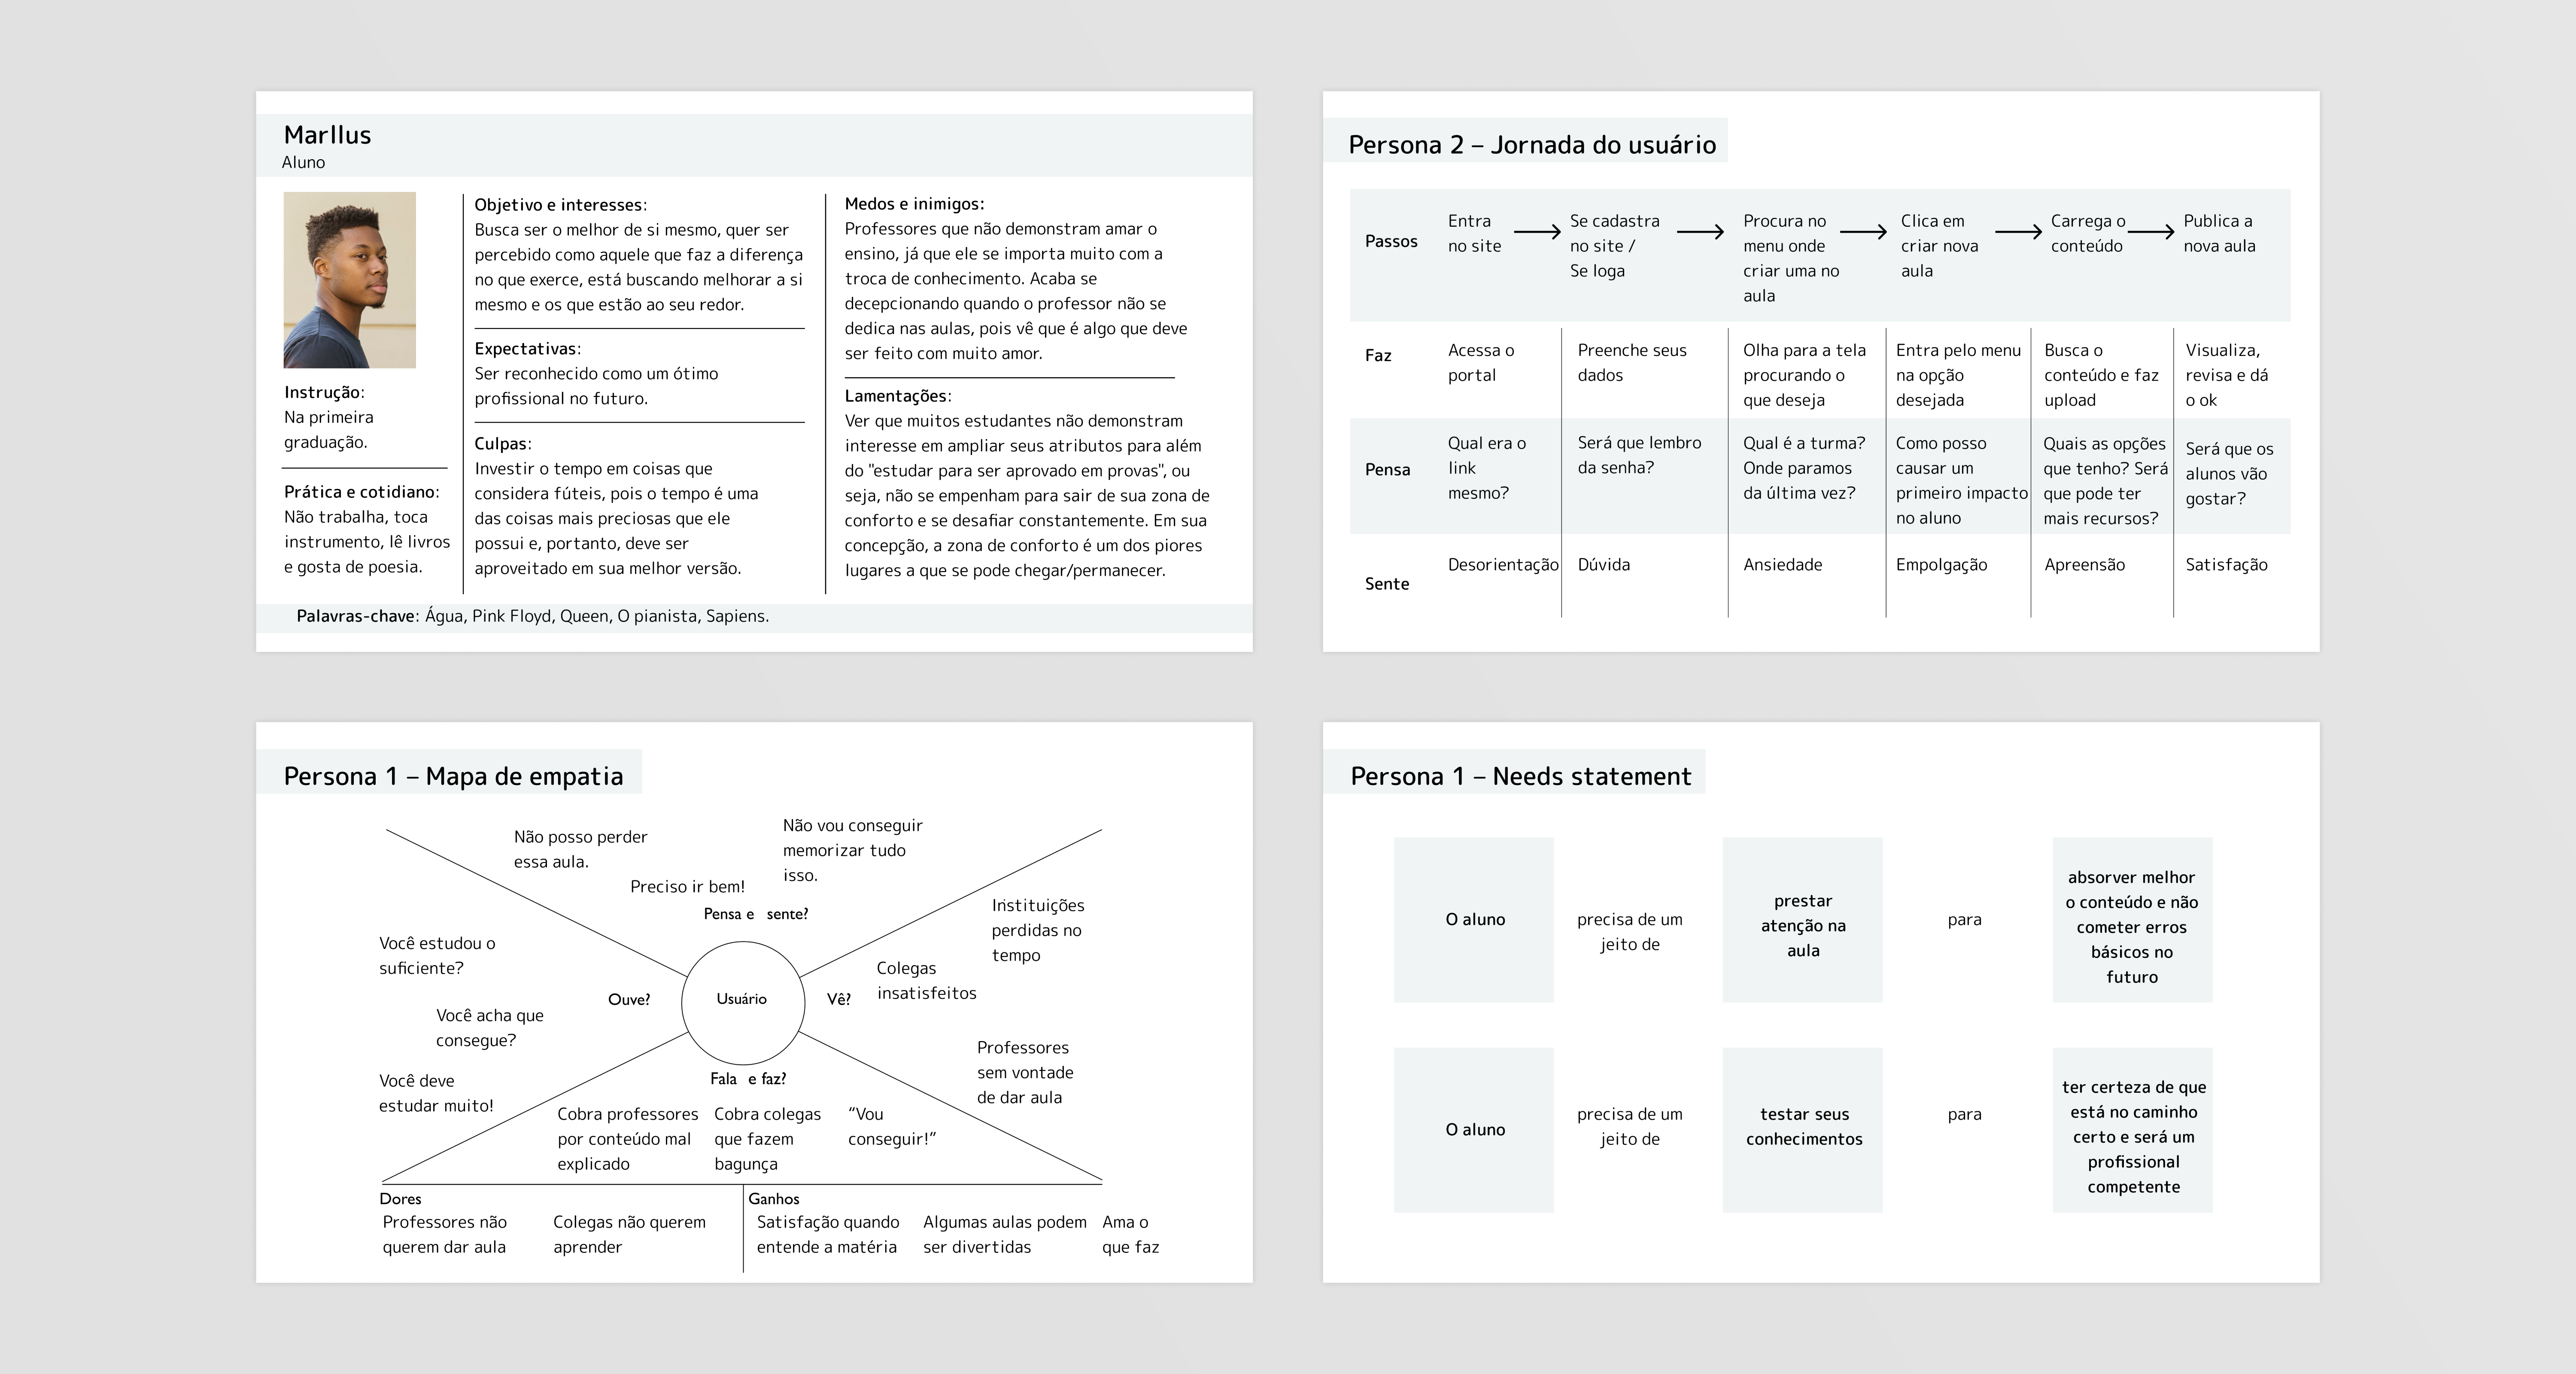 Marllus
Aluno
Instrução:
Na primeira
graduação.
Prática e cotidiano:
Não trabalha, toca
instrumento, lê livros
e gosta de poesia.
Objetivo e interesses:
Busca ser o melhor de si mesmo, quer ser
percebido como aquele que faz a diferença
no que exerce, está buscando melhorar a si
mesmo e os que estão ao seu redor.
Expectativas:
Ser reconhecido como um ótimo
profissional no futuro.
Culpas:
Investir o tempo em coisas que
considera fúteis, pois o tempo é uma
das coisas mais preciosas que ele
possui e, portanto, deve ser
aproveitado em sua melhor versão.
Medos e inimigos:
Professores que não demonstram amar o
ensino, já que ele se importa muito com a
troca de conhecimento. Acaba se
decepcionando quando o professor não se
dedica nas aulas, pois vê que é algo que deve
ser feito com muito amor.
Lamentações:
Ver que muitos estudantes não demonstram
interesse em ampliar seus atributos para além
do "estudar para ser aprovado em provas", ou
seja, não se empenham para sair de sua zona de
conforto e se desafiar constantemente. Em sua
concepção, a zona de conforto é um dos piores
lugares a que se pode chegar/permanecer.
Palavras-chave: Água, Pink Floyd, Queen, O pianista, Sapiens.
Persona 2 – Jornada do usuário
Passos
Entra
no site
Se cadastra
no site /
Se loga
Procura no
menu onde
criar uma no
aula
Clica em
criar nova
aula
Carrega o
conteúdo
Publica a
nova aula
Faz
Acessa o
portal
Preenche seus
dados
Olha para a tela
procurando o
que deseja
Entra pelo menu
na opção
desejada
Busca o
conteúdo e faz
upload
Visualiza,
revisa e dá
o ok
Pensa
Qual era o
link
mesmo?
Será que lembro
da senha?
Qual é a turma?
Onde paramos
da última vez?
Como posso
causar um
primeiro impacto
no aluno
Quais as opções
que tenho? Será
que pode ter
mais recursos?
Será que os
alunos vão
gostar?
Sente
Desorientação
Dúvida
Ansiedade
Empolgação
Apreensão
Satisfação
Persona 1 – Mapa de empatia
Não posso perder
essa aula.
Não vou conseguir
memorizar tudo
isso.
Preciso ir bem!
Pensa e sente?
Você estudou o
suficiente?
Você acha que
consegue?
Você deve
estudar muito!
Ouve?
Usuário
Vê?
Instituições
perdidas no
tempo
Colegas
insatisfeitos
Professores
sem vontade
de dar aula
Fala e faz?
Cobra professores
por conteúdo mal
explicado
Cobra colegas
que fazem
bagunça
“Vou
conseguir!”
Dores
Professores não
querem dar aula
Colegas não querem
aprender
Ganhos
Satisfação quando
entende a matéria
Algumas aulas podem
ser divertidas
Ama o
que faz
Persona 1 – Needs statement
O aluno
precisa de um
jeito de
prestar
atenção na
aula
para
absorver melhor
o conteúdo e não
cometer erros
básicos no
futuro
O aluno
precisa de um
jeito de
testar seus
conhecimentos
para
ter certeza de que
está no caminho
certo e será um
profissional
competente